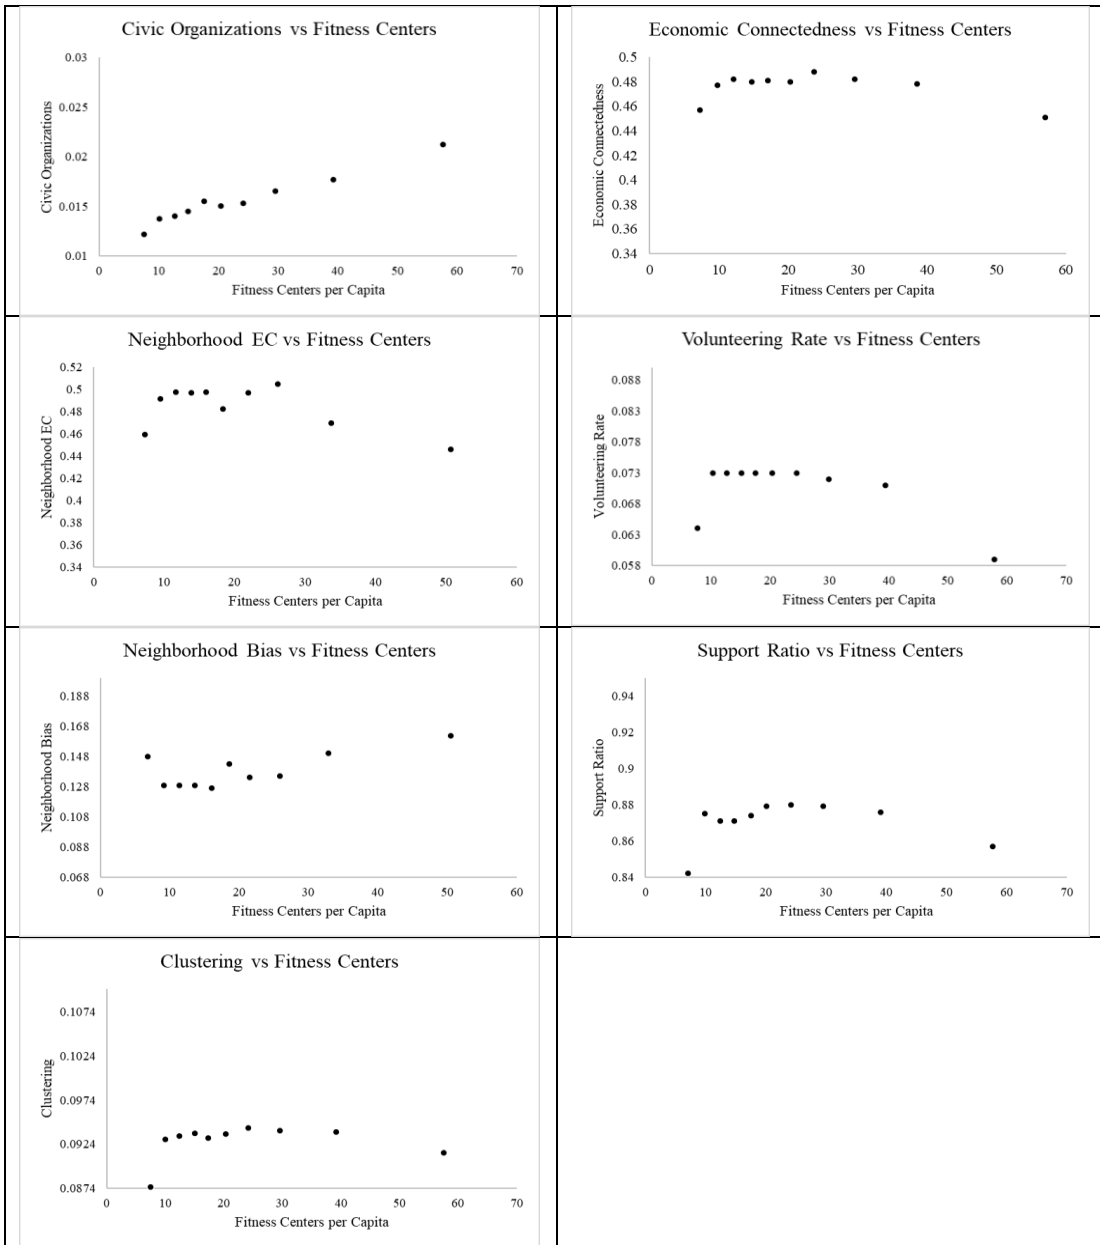 Civic Organizations vs Fitness Centers
0.03
0.025
0.02
0.015
0.01
Civic Organizations
0 10 20 30 40 50 60 70
Fitness Centers per Capita
Economic Connectedness vs Fitness Centers
0.5
0.48
0.46
0.44
0.42
0.4
0.38
0.36
0.34
Economic Connectedness
0 10 20 30 40 50 60
Fitness Centers per Capita
Neighborhood EC vs Fitness Centers
0.52
0.5
0.48
0.46
0.44
0.42
0.4
0.38
0.36
0.34
Neighborhood EC
0 10 20 30 40 50 60
Fitness Centers per Capita
Volunteering Rate vs Fitness Centers
0.088
0.083
0.078
0.073
0.068
0.063
0.058
Volunteering Rate
0 10 20 30 40 50 60 70
Fitness Centers per Capita
Neighborhood Bias vs Fitness Centers
0.188
0.168
0.148
0.128
0.108
0.088
0.068
Neighborhood Bias
0 10 20 30 40 50 60
Fitness Centers per Capita
Support Ratio vs Fitness Centers
0.94
0.92
0.9
0.88
0.86
0.84
Support Ratio
0 10 20 30 40 50 60 70
Fitness Centers per Capita
Clustering vs Fitness Centers
0.1074
0.1024
0.0974
0.0924
0.0874
Clustering
0 10 20 30 40 50 60 70
Fitness Centers per Capita